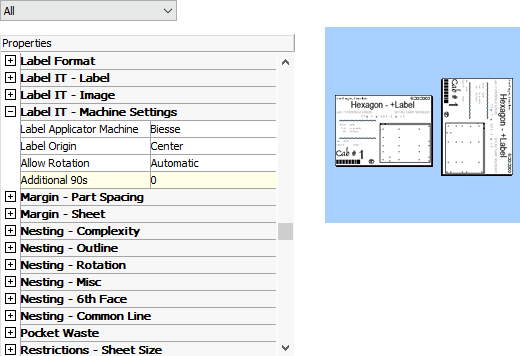 All
Properties
Label Format
Label IT - Label
Label IT - Image
Label IT - Machine Settings
Label Applicator Machine Biesse
Label Origin Center
Allow Rotation Automatic
Additional 90s 0
Margin - Part Spacing
Margin - Sheet
Nesting - Complexity
Nesting - Outline
Nesting - Rotation
Nesting - Misc
Nesting - 6th Face
Nesting - Common Line
Pocket Waste
Restrictions - Sheet Size
Hexagon - +Label
Cab # 1
Hexagon - +Label
Cab # 1